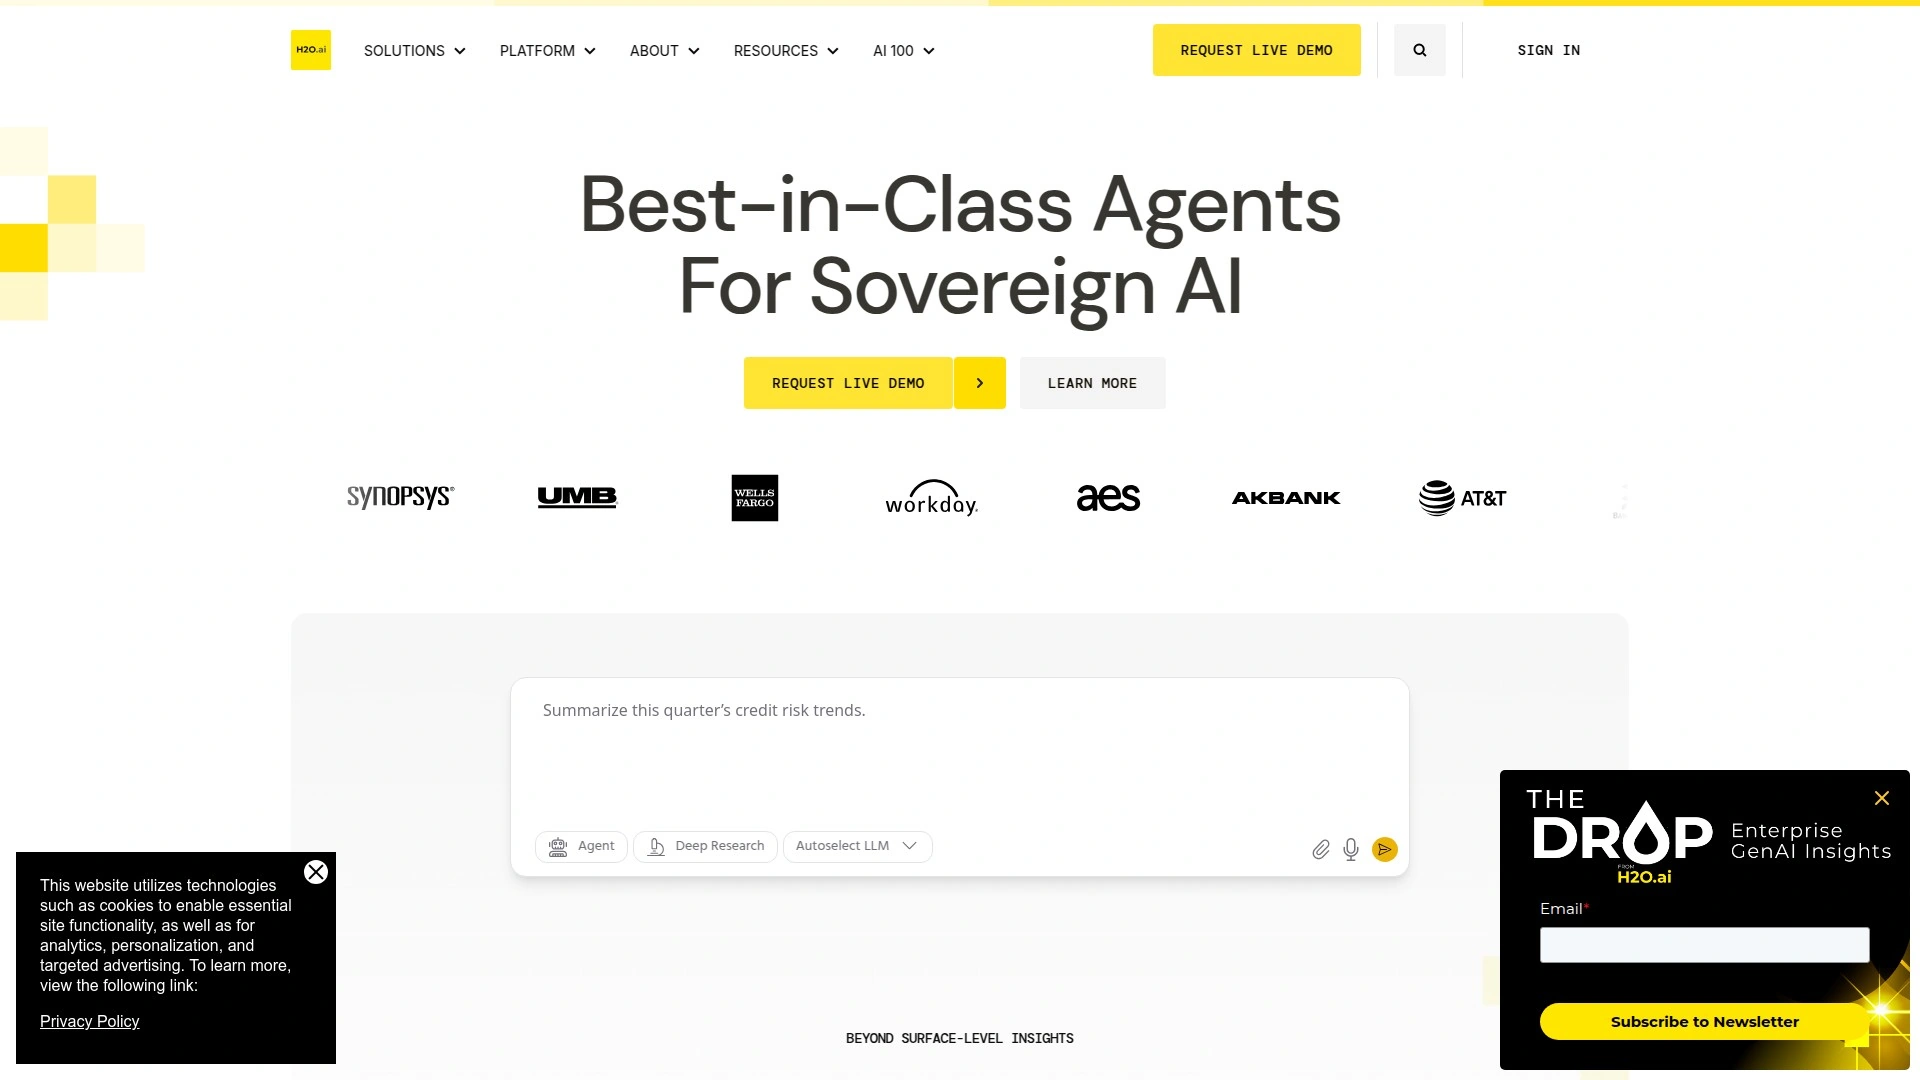 H2O.ai
SOLUTIONS
PLATFORM
ABOUT
RESOURCES
AI 100
REQUEST LIVE DEMO
SIGN IN
Best-in-Class Agents
For Sovereign AI
REQUEST LIVE DEMO
LEARN MORE
SYNOPSYS®
UMB
WELLS
FARGO
workday.
aes
AKBANK
AT&T
Summarize this quarter’s credit risk trends.
Agent
Deep Research
Autoselect LLM
BEYOND SURFACE-LEVEL INSIGHTS
This website utilizes technologies
such as cookies to enable essential
site functionality, as well as for
analytics, personalization, and
targeted advertising. To learn more,
view the following link:
Privacy Policy
THE
DROP
FROM
H2O.ai
Enterprise
GenAI Insights
Email*
Subscribe to Newsletter